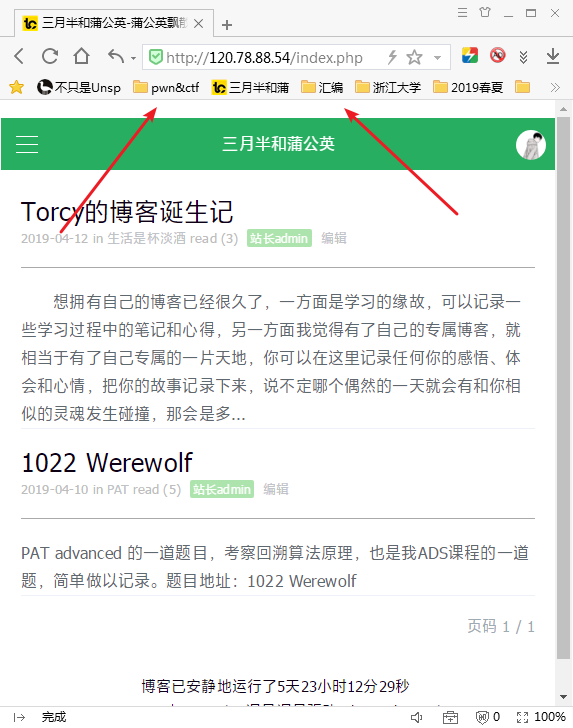 三月半和蒲公英-蒲公英飘散
http://120.78.88.54/index.php
不只是Unsp pwn&ctf 三月半和蒲 汇编 浙江大学 2019春夏
三月半和蒲公英
Torcy的博客诞生记
2019-04-12 in 生活是杯淡酒 read (3) 站长admin 编辑
想拥有自己的博客已经很久了，一方面是学习的缘故，可以记录一
些学习过程中的笔记和心得，另一方面我觉得有了自己的专属博客，就
相当于有了自己专属的一片天地，你可以在这里记录任何你的感悟、体
会和心情，把你的故事记录下来，说不定哪个偶然的一天就会有和你相
似的灵魂发生碰撞，那会是多...
1022 Werewolf
2019-04-10 in PAT read (5) 站长admin 编辑
PAT advanced 的一道题目，考察回溯算法原理，也是我ADS课程的一道
题，简单做以记录。题目地址：1022 Werewolf
页码 1 / 1
博客已安静地运行了5天23小时12分29秒
完成 0 100%